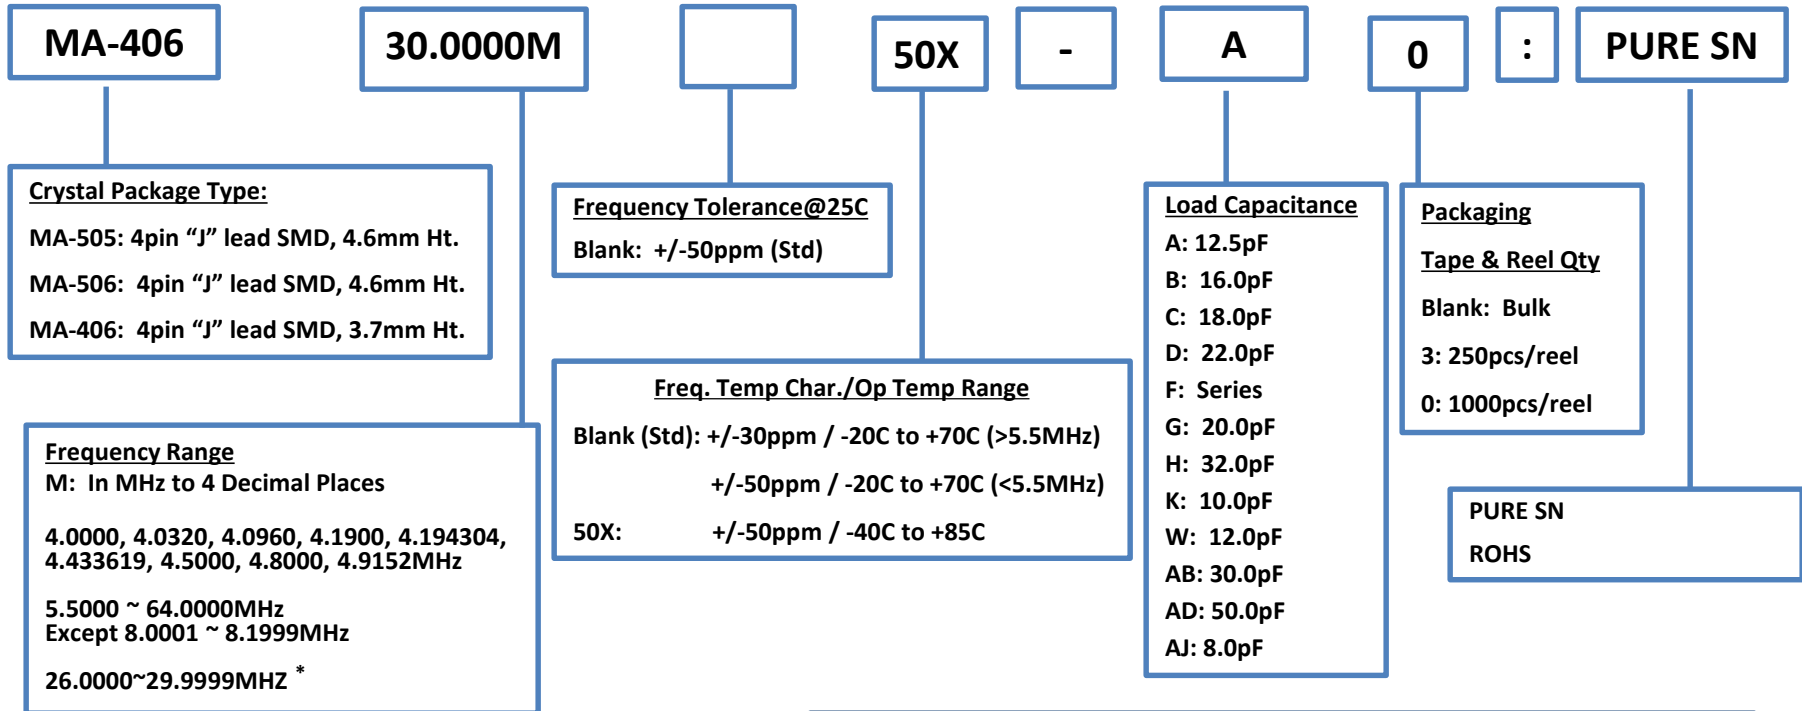 MA-406 30.0000M 50X - A 0 : PURE SN
Crystal Package Type:
MA-505: 4pin “J” lead SMD, 4.6mm Ht.
MA-506: 4pin “J” lead SMD, 4.6mm Ht.
MA-406: 4pin “J” lead SMD, 3.7mm Ht.
Frequency Range
M: In MHz to 4 Decimal Places
4.0000, 4.0320, 4.0960, 4.1900, 4.194304,
4.433619, 4.5000, 4.8000, 4.9152MHz
5.5000 ~ 64.0000MHz
Except 8.0001 ~ 8.1999MHz
26.0000~29.9999MHZ *
Frequency Tolerance@25C
Blank: +/-50ppm (Std)
Freq. Temp Char./Op Temp Range
Blank (Std): +/-30ppm / -20C to +70C (>5.5MHz)
+/-50ppm / -20C to +70C (<5.5MHz)
50X: +/-50ppm / -40C to +85C
Load Capacitance
A: 12.5pF
B: 16.0pF
C: 18.0pF
D: 22.0pF
F: Series
G: 20.0pF
H: 32.0pF
K: 10.0pF
W: 12.0pF
AB: 30.0pF
AD: 50.0pF
AJ: 8.0pF
Packaging
Tape & Reel Qty
Blank: Bulk
3: 250pcs/reel
0: 1000pcs/reel
PURE SN
ROHS